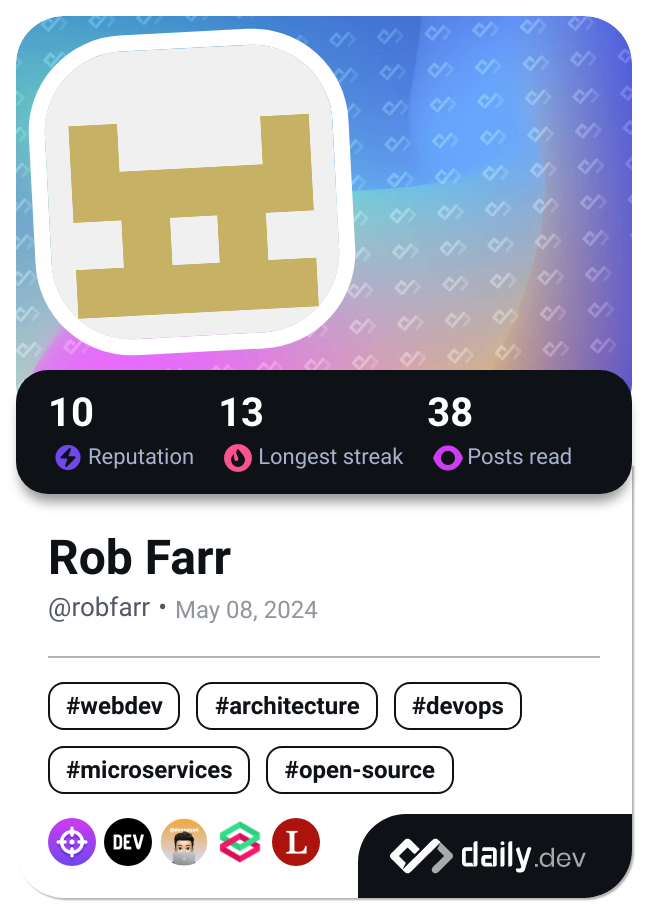 10 13 38
Reputation Longest streak Posts read
Rob Farr
@robfarr • May 08, 2024
#webdev #architecture #devops
#microservices #open-source
DEV L daily.dev